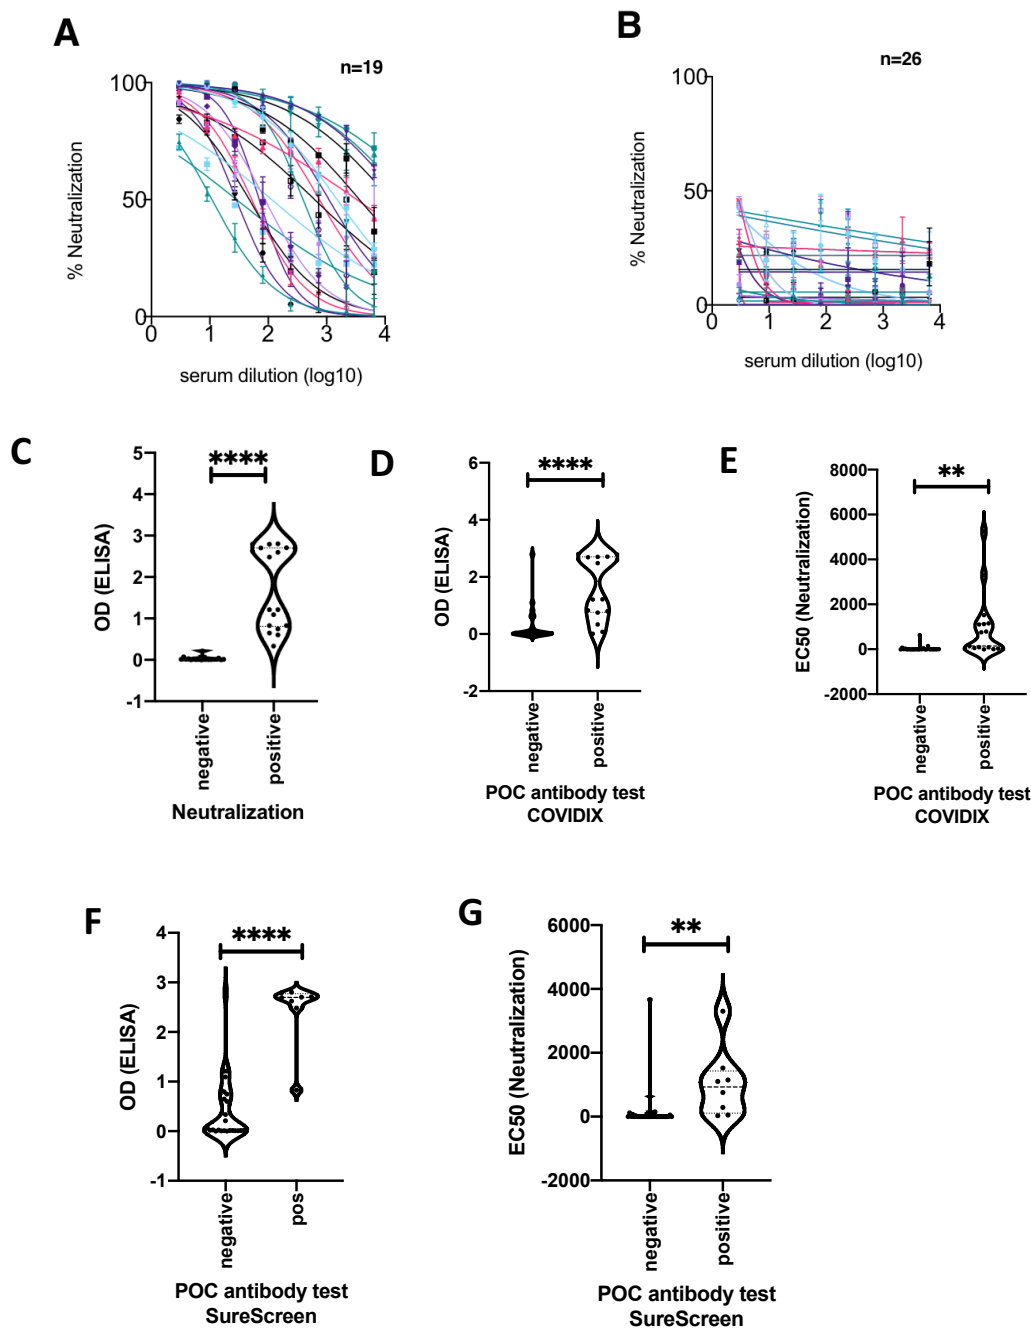 A
n=19
100
50
0
% Neutralization
0 1 2 3 4
serum dilution (log10)
B
n=26
100
50
0
% Neutralization
0 1 2 3 4
serum dilution (log10)
C
****
5
4
3
2
1
0
-1
OD (ELISA)
negative
positive
Neutralization
D
****
6
4
2
0
-2
OD (ELISA)
negative
positive
POC antibody test
COVIDIX
E
**
8000
6000
4000
2000
0
-2000
EC50 (Neutralization)
negative
positive
POC antibody test
COVIDIX
F
****
4
3
2
1
0
-1
OD (ELISA)
negative
pos
POC antibody test
SureScreen
G
**
6000
4000
2000
0
-2000
EC50 (Neutralization)
negative
positive
POC antibody test
SureScreen